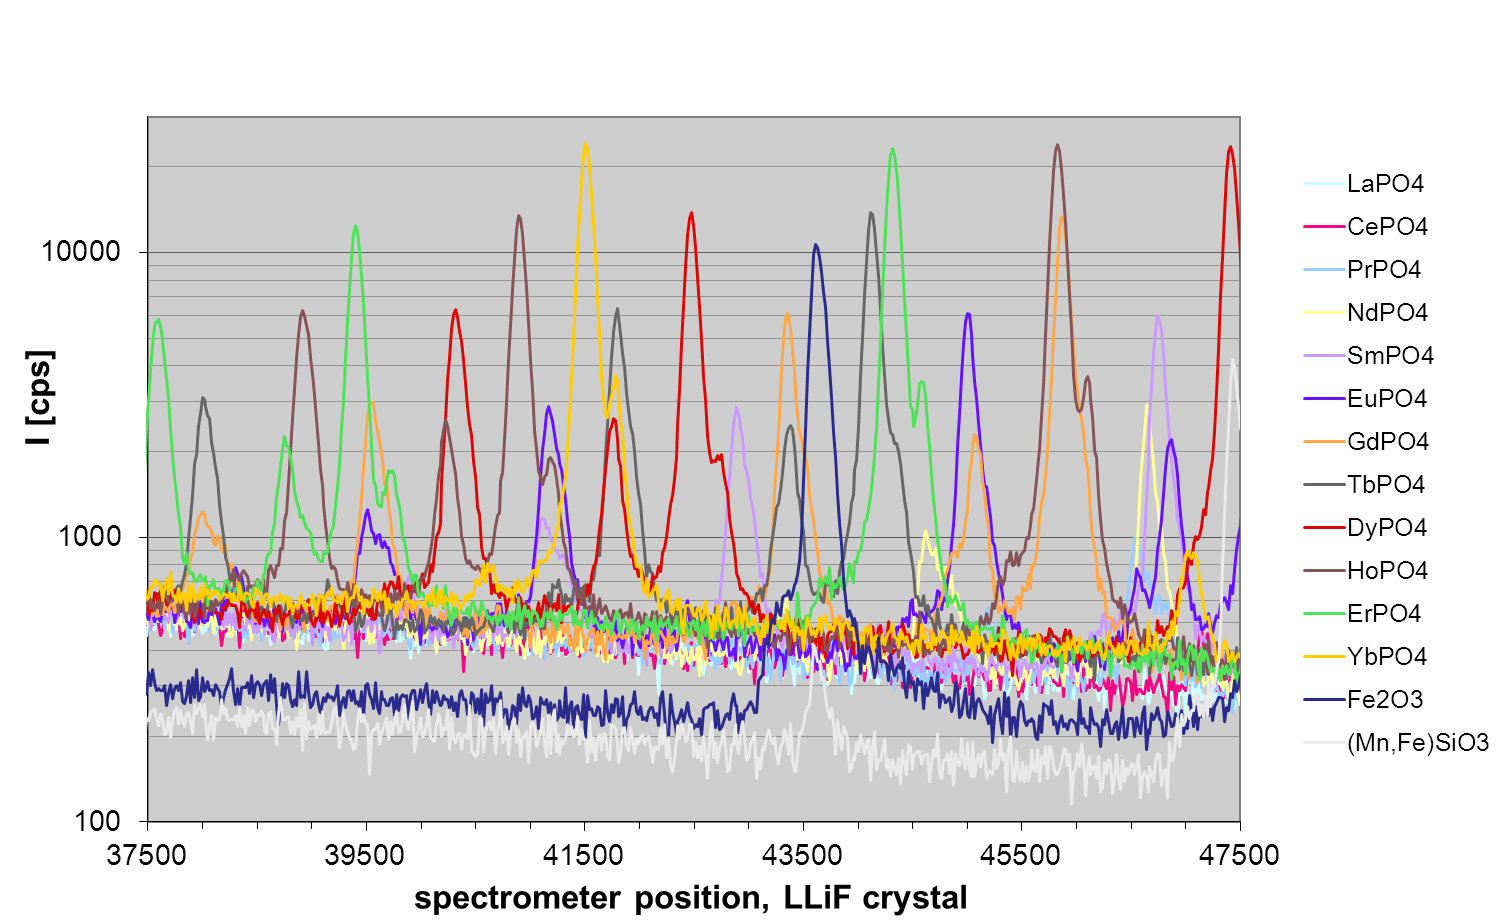 I [cps]
10000
1000
100
37500 39500 41500 43500 45500 47500
spectrometer position, LLiF crystal
LaPO4
CePO4
PrPO4
NdPO4
SmPO4
EuPO4
GdPO4
TbPO4
DyPO4
HoPO4
ErPO4
YbPO4
Fe2O3
(Mn,Fe)SiO3